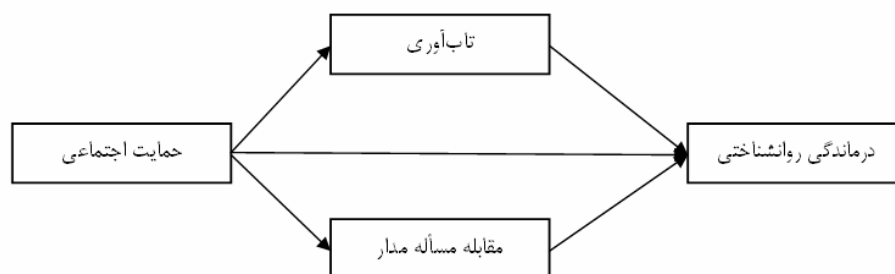 تاب‌آوری
حمایت اجتماعی
درماندگی روانشناختی
مقابله مسأله مدار